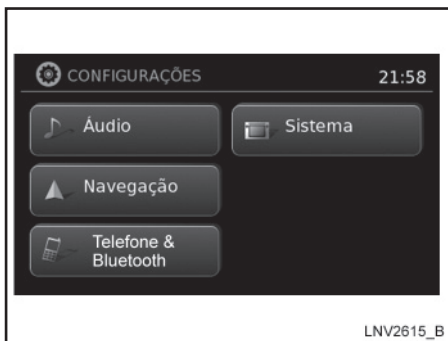 CONFIGURAÇÕES 21:58
Áudio
Sistema
Navegação
Telefone &
Bluetooth
LNV2615_B